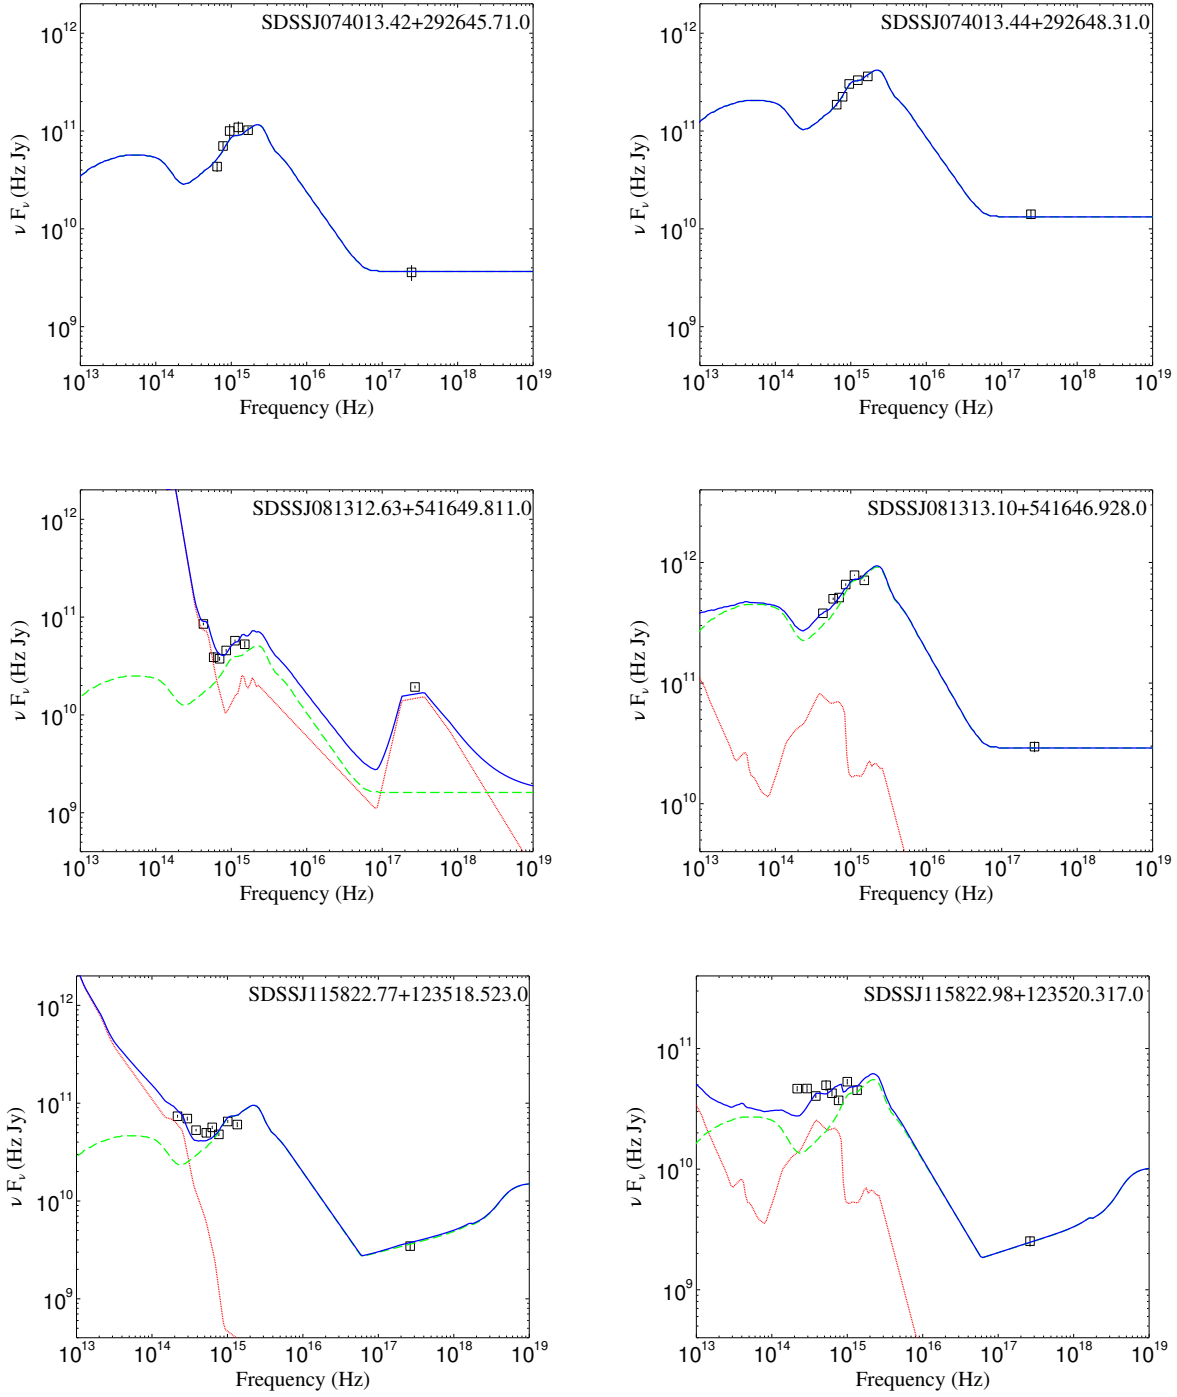 SDSSJ074013.42+292645.71.0
10^12
10^11
10^10
10^9
ν F_ν (Hz Jy)
10^13 10^14 10^15 10^16 10^17 10^18 10^19
Frequency (Hz)
SDSSJ074013.44+292648.31.0
10^12
10^11
10^10
10^9
ν F_ν (Hz Jy)
10^13 10^14 10^15 10^16 10^17 10^18 10^19
Frequency (Hz)
SDSSJ081312.63+541649.811.0
10^12
10^11
10^10
10^9
ν F_ν (Hz Jy)
10^13 10^14 10^15 10^16 10^17 10^18 10^19
Frequency (Hz)
SDSSJ081313.10+541646.928.0
10^12
10^11
10^10
ν F_ν (Hz Jy)
10^13 10^14 10^15 10^16 10^17 10^18 10^19
Frequency (Hz)
SDSSJ115822.77+123518.523.0
10^12
10^11
10^10
10^9
ν F_ν (Hz Jy)
10^13 10^14 10^15 10^16 10^17 10^18 10^19
Frequency (Hz)
SDSSJ115822.98+123520.317.0
10^11
10^10
10^9
ν F_ν (Hz Jy)
10^13 10^14 10^15 10^16 10^17 10^18 10^19
Frequency (Hz)